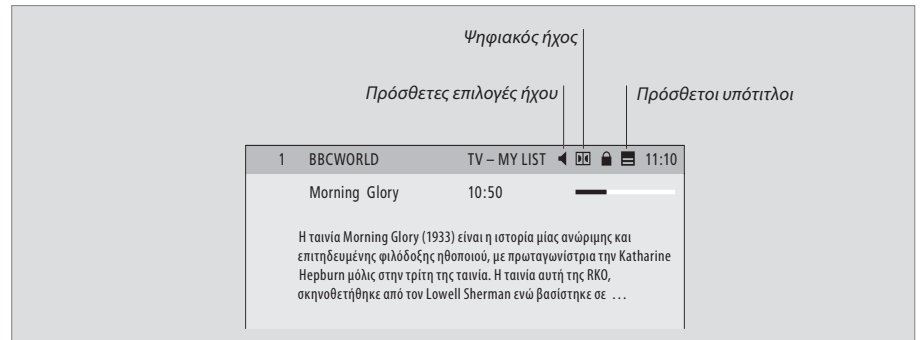 Ψηφιακός ήχος
Πρόσθετες επιλογές ήχου
Πρόσθετοι υπότιτλοι
1 BBCWORLD TV – MY LIST 11:10
Morning Glory 10:50
Η ταινία Morning Glory (1933) είναι η ιστορία μίας ανώριμης και
επιτηδευμένης φιλόδοξης ηθοποιού, με πρωταγωνίστρια την Katharine
Hepburn μόλις στην τρίτη της ταινία. Η ταινία αυτή της RKO,
σκηνοθετήθηκε από τον Lowell Sherman ενώ βασίστηκε σε …